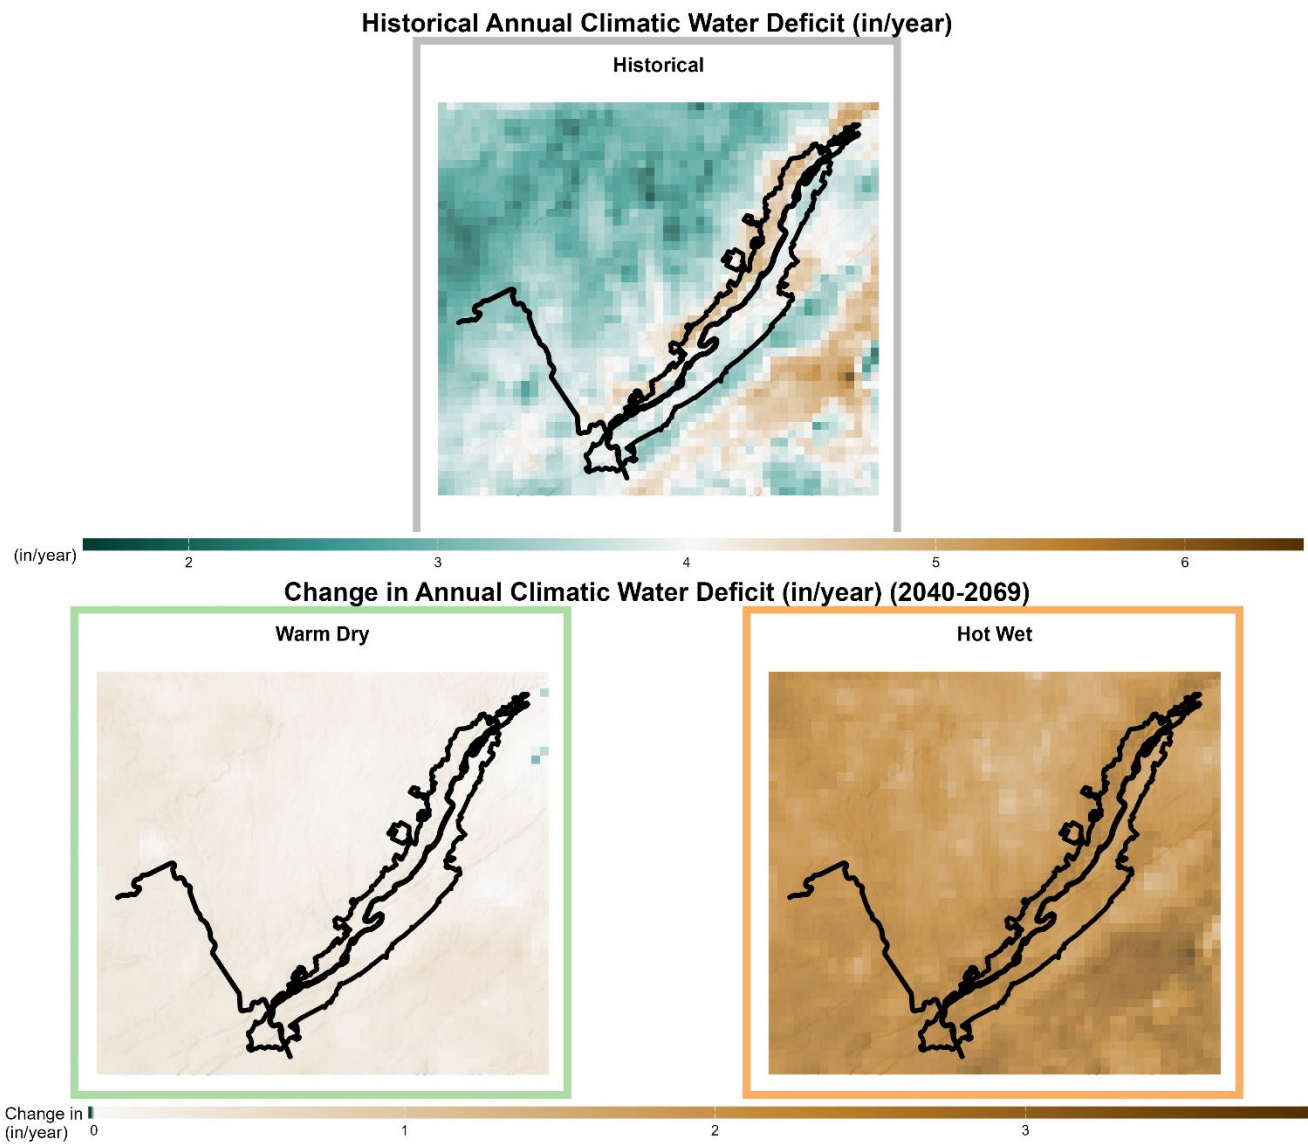 Historical Annual Climatic Water Deficit (in/year)
Historical
(in/year)
2 3 4 5 6
Change in Annual Climatic Water Deficit (in/year) (2040-2069)
Warm Dry Hot Wet
Change in
(in/year)
0 1 2 3